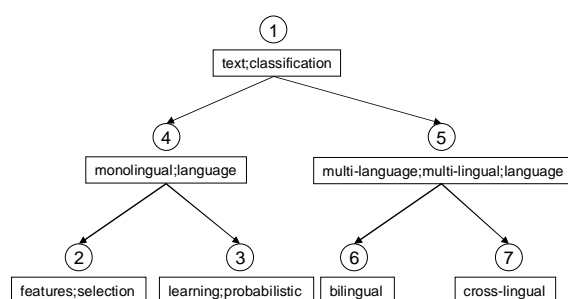 1
text;classification
4
5
monolingual;language
multi-language;multi-lingual;language
2
3
6
7
features;selection
learning;probabilistic
bilingual
cross-lingual